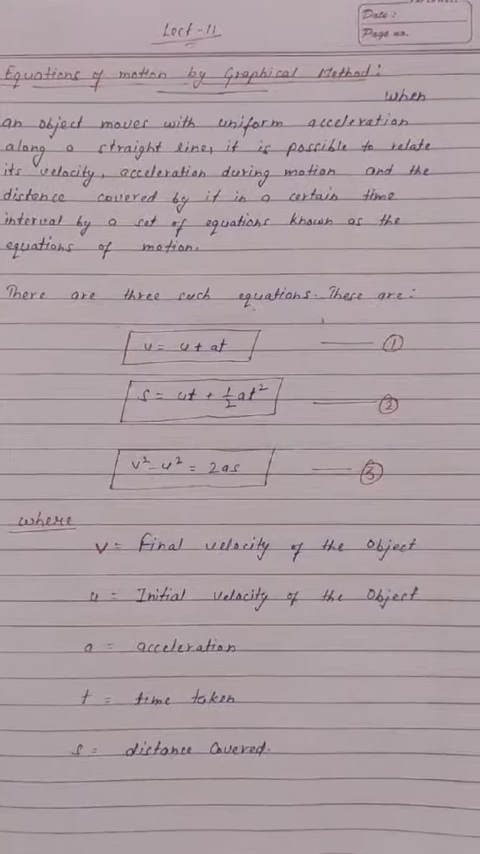 Lect-11
Date:
Page no.
Equations of motion by Graphical Method:
When
an object moves with uniform acceleration
along a straight line, it is possible to relate
its velocity, acceleration during motion and the
distance covered by it in a certain time
interval by a set of equations known as the
equations of motion.
There are three such equations. These are:
v = u + at ①
s = ut + 1/2 at² ②
v² - u² = 2as ③
where
v = Final velocity of the Object
u = Initial velocity of the Object
a = acceleration
t = time taken
s = distance Covered.